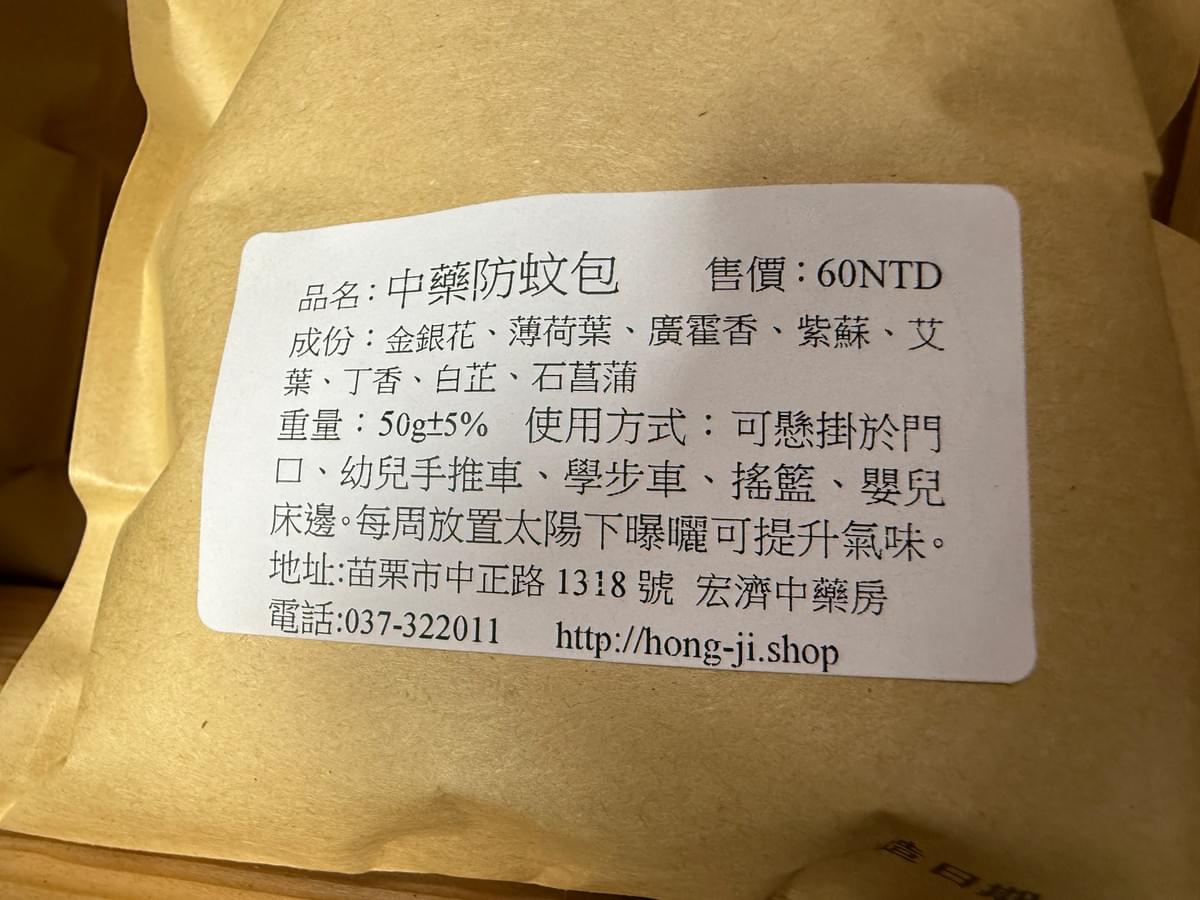 品名：中藥防蚊包 售價：60NTD
成份：金銀花、薄荷葉、廣霍香、紫蘇、艾
葉、丁香、白芷、石菖蒲
重量：50g±5% 使用方式：可懸掛於門
口、幼兒手推車、學步車、搖籃、嬰兒
床邊。每周放置太陽下曝曬可提升氣味。
地址:苗栗市中正路 1318 號 宏濟中藥房
電話:037-322011 http://hong-ji.shop
造日期